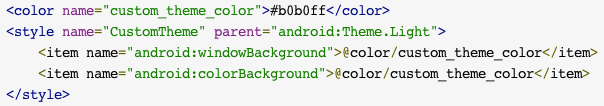 <color name="custom_theme_color">#b0b0ff</color>
<style name="CustomTheme" parent="android:Theme.Light">
    <item name="android:windowBackground">@color/custom_theme_color</item>
    <item name="android:colorBackground">@color/custom_theme_color</item>
</style>